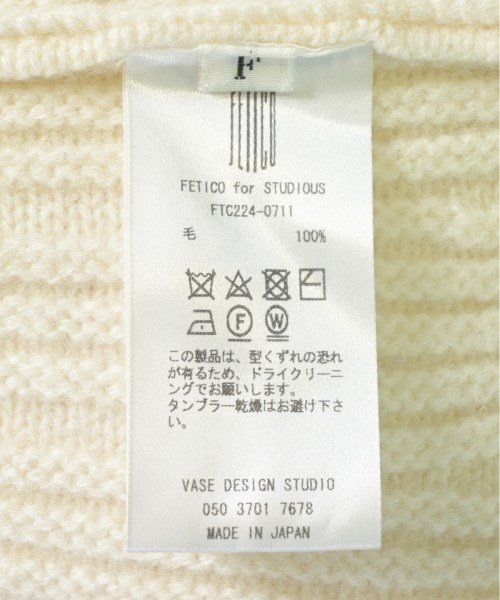 F
FETICO
FETICO for STUDIOUS
FTC224-0711
毛 100%
F W
この製品は、型くずれの恐れ
が有るため、ドライクリーニ
ングでお願いします。
タンブラー乾燥はお避け下さ
い。
VASE DESIGN STUDIO
050 3701 7678
MADE IN JAPAN